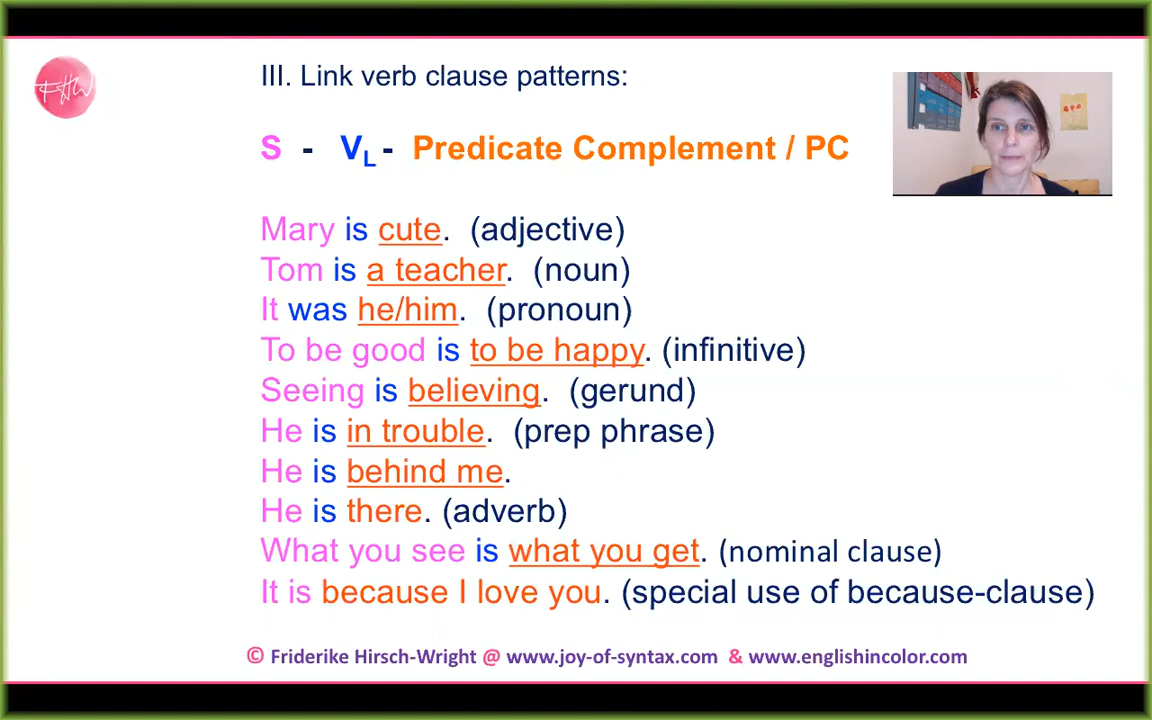 FHW
III. Link verb clause patterns:
S - VL - Predicate Complement / PC
Mary is cute. (adjective)
Tom is a teacher. (noun)
It was he/him. (pronoun)
To be good is to be happy. (infinitive)
Seeing is believing. (gerund)
He is in trouble. (prep phrase)
He is behind me.
He is there. (adverb)
What you see is what you get. (nominal clause)
It is because I love you. (special use of because-clause)
© Friderike Hirsch-Wright @ www.joy-of-syntax.com & www.englishincolor.com